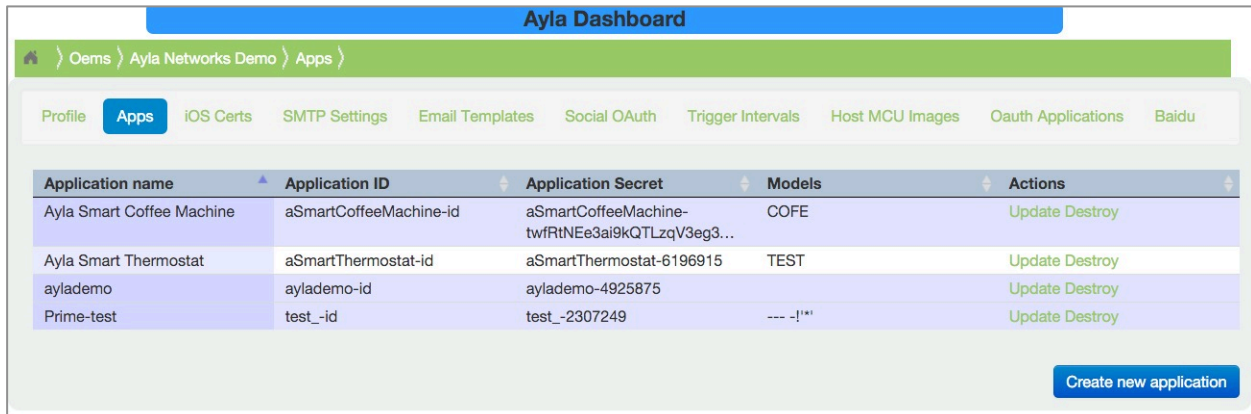 Ayla Dashboard
Oems Ayla Networks Demo Apps
Profile Apps iOS Certs SMTP Settings Email Templates Social OAuth Trigger Intervals Host MCU Images Oauth Applications Baidu
Application name Application ID Application Secret Models Actions
Ayla Smart Coffee Machine aSmartCoffeeMachine-id aSmartCoffeeMachine- COFE Update Destroy
twfRtNEe3ai9kQTLzqV3eg3...
Ayla Smart Thermostat aSmartThermostat-id aSmartThermostat-6196915 TEST Update Destroy
aylademo aylademo-id aylademo-4925875 Update Destroy
Prime-test test_-id test_-2307249 --- -!'*' Update Destroy
Create new application